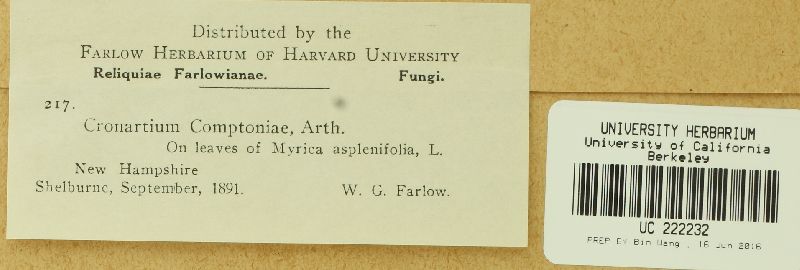 Distributed by the
FARLOW HERBARIUM OF HARVARD UNIVERSITY
Reliquiae Farlowianae. Fungi.
217.
Cronartium Comptoniae, Arth.
On leaves of Myrica asplenifolia, L.
New Hampshire
Shelburne, September, 1891. W. G. Farlow.
UNIVERSITY HERBARIUM
University of California
Berkeley
UC 222232
PREP BY Bin Wang , 16 Jun 2016